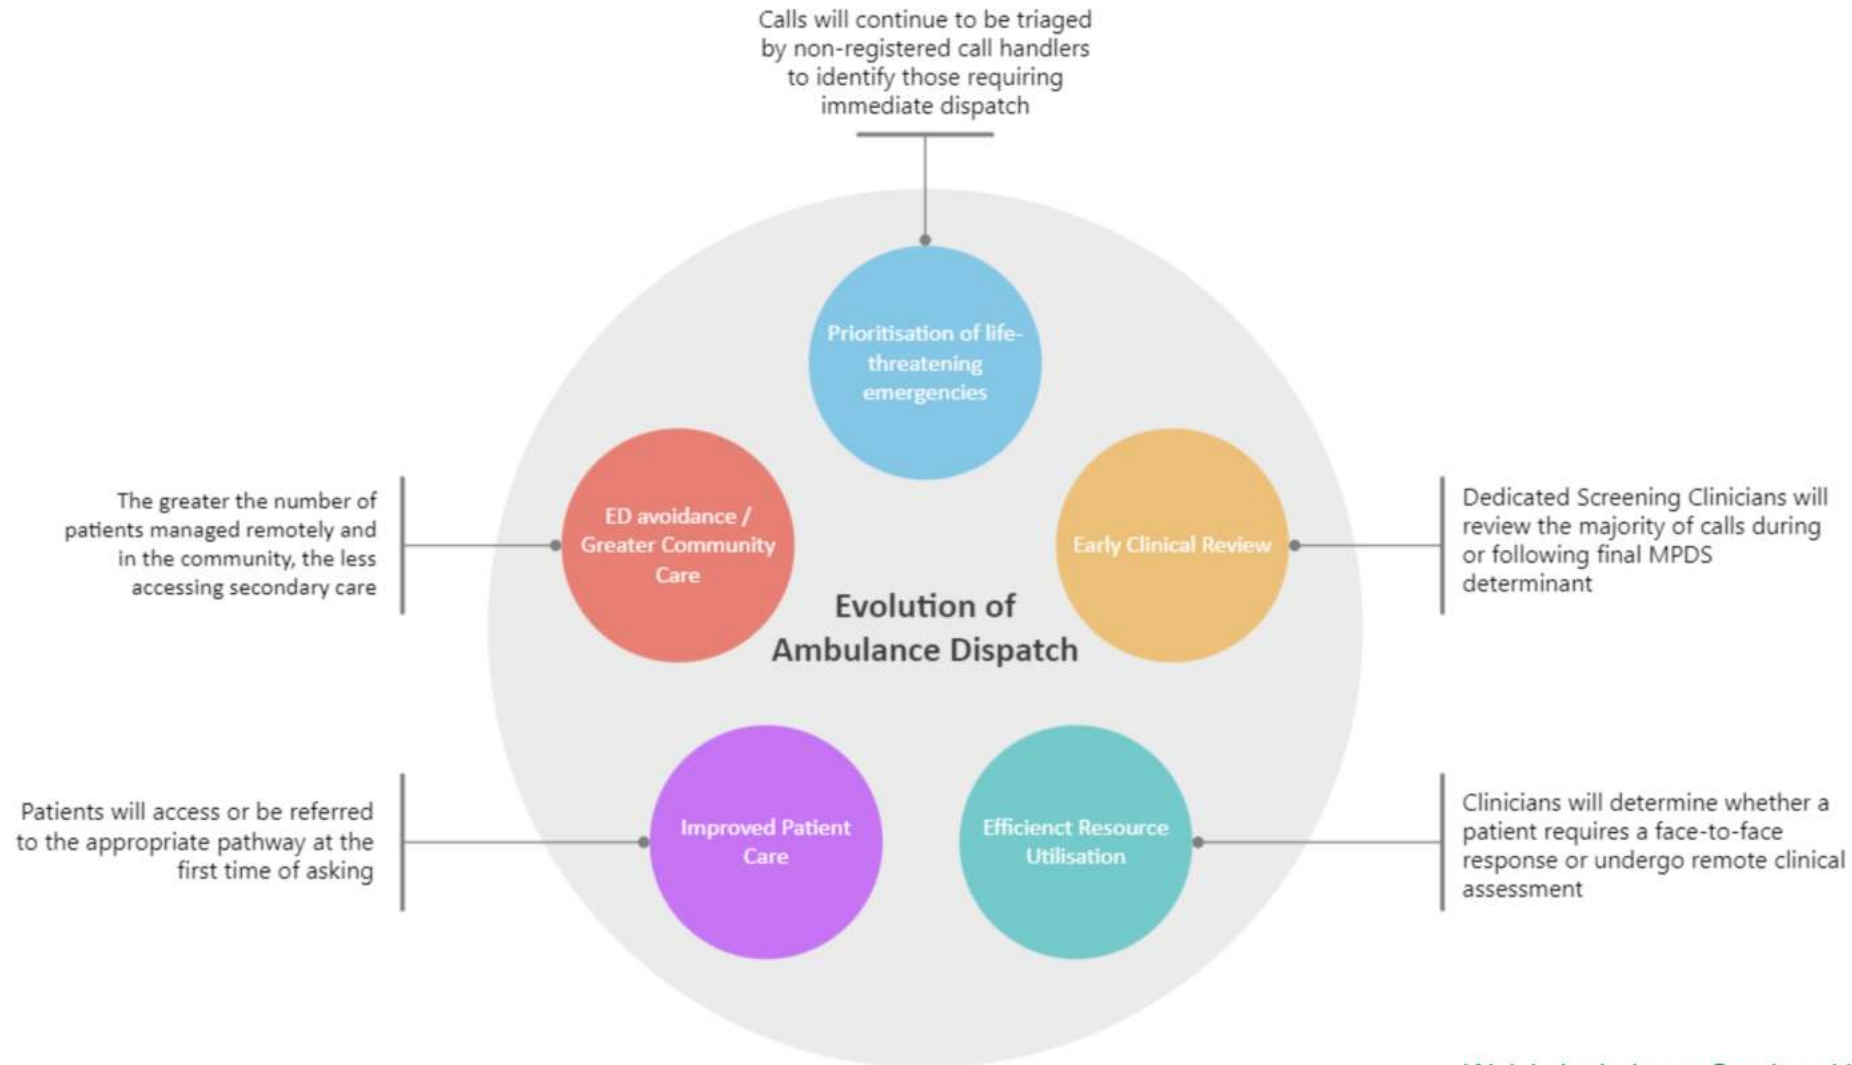 Calls will continue to be triaged
by non-registered call handlers
to identify those requiring
immediate dispatch
Prioritisation of life-
threatening
emergencies
The greater the number of
patients managed remotely and
in the community, the less
accessing secondary care
ED avoidance /
Greater Community
Care
Early Clinical Review
Dedicated Screening Clinicians will
review the majority of calls during
or following final MPDS
determinant
Evolution of
Ambulance Dispatch
Patients will access or be referred
to the appropriate pathway at the
first time of asking
Improved Patient
Care
Efficienct Resource
Utilisation
Clinicians will determine whether a
patient requires a face-to-face
response or undergo remote clinical
assessment